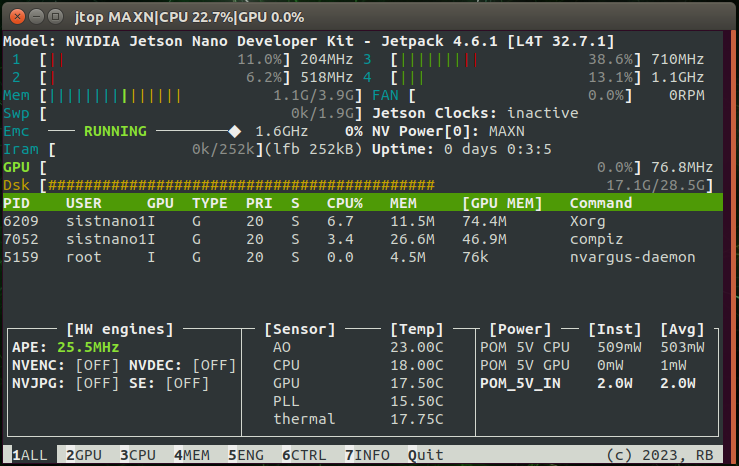 jtop MAXN|CPU 22.7%|GPU 0.0%
Model: NVIDIA Jetson Nano Developer Kit - Jetpack 4.6.1 [L4T 32.7.1]
1 [|| 11.0%] 204MHz 3 [|||||||| 38.6%] 710MHz
2 [| 6.2%] 518MHz 4 [||| 13.1%] 1.1GHz
Mem [||||||||||||||| 1.1G/3.9G] FAN [ 0.0%] 0RPM
Swp [ 0k/1.9G] Jetson Clocks: inactive
Emc RUNNING 1.6GHz 0% NV Power[0]: MAXN
Iram [ 0k/252k](lfb 252kB) Uptime: 0 days 0:3:5
GPU [ 0.0%] 76.8MHz
Dsk [########################################### 17.1G/28.5G]
PID USER GPU TYPE PRI S CPU% MEM [GPU MEM] Command
6209 sistnano1I G 20 S 6.7 11.5M 74.4M Xorg
7052 sistnano1I G 20 S 3.4 26.6M 46.9M compiz
5159 root I G 20 S 0.0 4.5M 76k nvargus-daemon
[HW engines] [Sensor] [Temp] [Power] [Inst] [Avg]
APE: 25.5MHz AO 23.00C POM 5V CPU 509mW 503mW
NVENC: [OFF] NVDEC: [OFF] CPU 18.00C POM 5V GPU 0mW 1mW
NVJPG: [OFF] SE: [OFF] GPU 17.50C POM_5V_IN 2.0W 2.0W
PLL 15.50C
thermal 17.75C
1ALL 2GPU 3CPU 4MEM 5ENG 6CTRL 7INFO Quit (c) 2023, RB